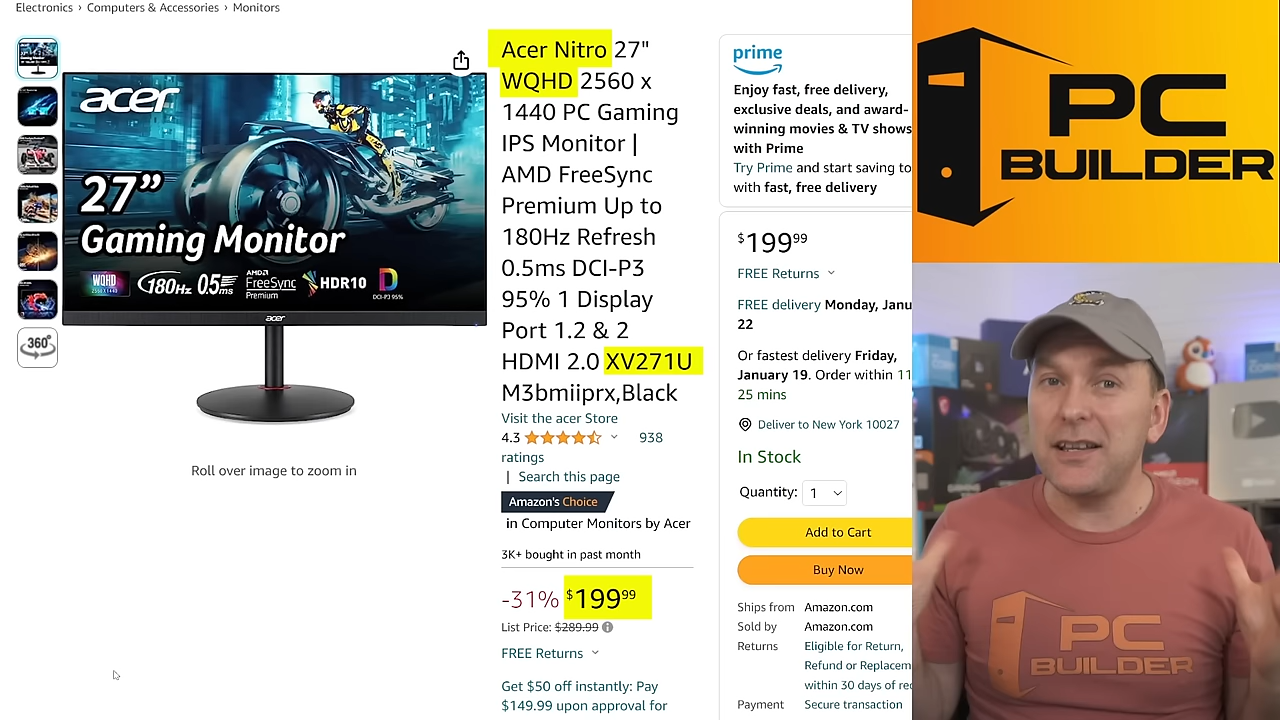 Electronics › Computers & Accessories › Monitors
acer
27”
Gaming Monitor
WQHD
180Hz
0.5ms
AMD
FreeSync
Premium
HDR10
D
DCI-P3 95%
acer
360°
Roll over image to zoom in
Acer Nitro 27"
WQHD 2560 x
1440 PC Gaming
IPS Monitor |
AMD FreeSync
Premium Up to
180Hz Refresh
0.5ms DCI-P3
95% 1 Display
Port 1.2 & 2
HDMI 2.0 XV271U
M3bmiiprx,Black
Visit the acer Store
4.3 938
ratings
| Search this page
Amazon's Choice
in Computer Monitors by Acer
3K+ bought in past month
-31% $199⁹⁹
List Price: $289.99
FREE Returns
Get $50 off instantly: Pay
$149.99 upon approval for
prime
Enjoy fast, free delivery,
exclusive deals, and award-
winning movies & TV shows
with Prime
Try Prime and start saving to
with fast, free delivery
$199⁹⁹
FREE Returns
FREE delivery Monday, Janu
22
Or fastest delivery Friday,
January 19. Order within 11
25 mins
Deliver to New York 10027
In Stock
Quantity: 1
Add to Cart
Buy Now
Ships from Amazon.com
Sold by Amazon.com
Returns Eligible for Return,
Refund or Replacem
within 30 days of rec
Payment Secure transaction
PC
BUILDER
PC
BUILDER